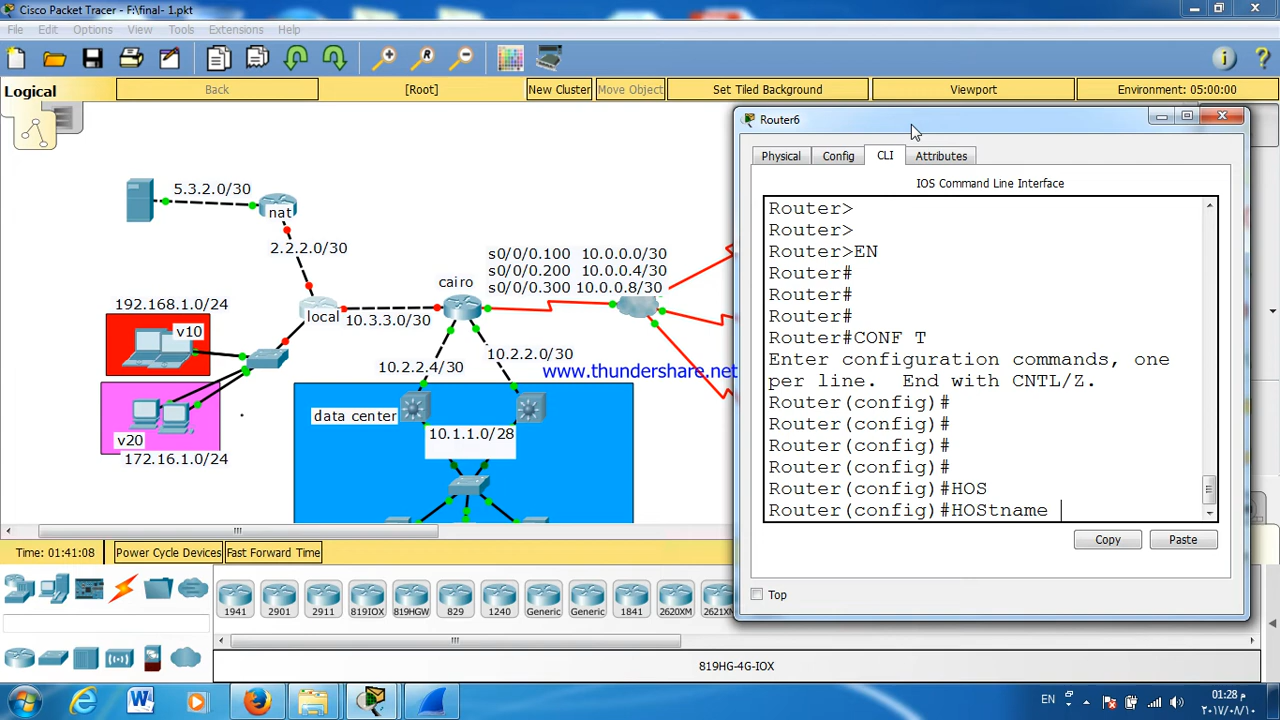 Cisco Packet Tracer - F:\final- 1.pkt
File Edit Options View Tools Extensions Help
Logical
Back
[Root]
New Cluster
Move Object
Set Tiled Background
Viewport
Environment: 05:00:00
5.3.2.0/30
nat
2.2.2.0/30
192.168.1.0/24
v10
local
10.3.3.0/30
cairo
s0/0/0.100 10.0.0.0/30
s0/0/0.200 10.0.0.4/30
s0/0/0.300 10.0.0.8/30
10.2.2.4/30
10.2.2.0/30
www.thundershare.net
v20
172.16.1.0/24
data center
10.1.1.0/28
Router6
Physical Config CLI Attributes
IOS Command Line Interface
Router>
Router>
Router>EN
Router#
Router#
Router#
Router#CONF T
Enter configuration commands, one
per line. End with CNTL/Z.
Router(config)#
Router(config)#
Router(config)#
Router(config)#
Router(config)#HOS
Router(config)#HOStname
Copy
Paste
Top
Time: 01:41:08
Power Cycle Devices
Fast Forward Time
1941
2901
2911
819IOX
819HGW
829
1240
Generic
Generic
1841
2620XM
2621XM
819HG-4G-IOX
EN
01:28 م
٢٠١٧/٠٨/١٠